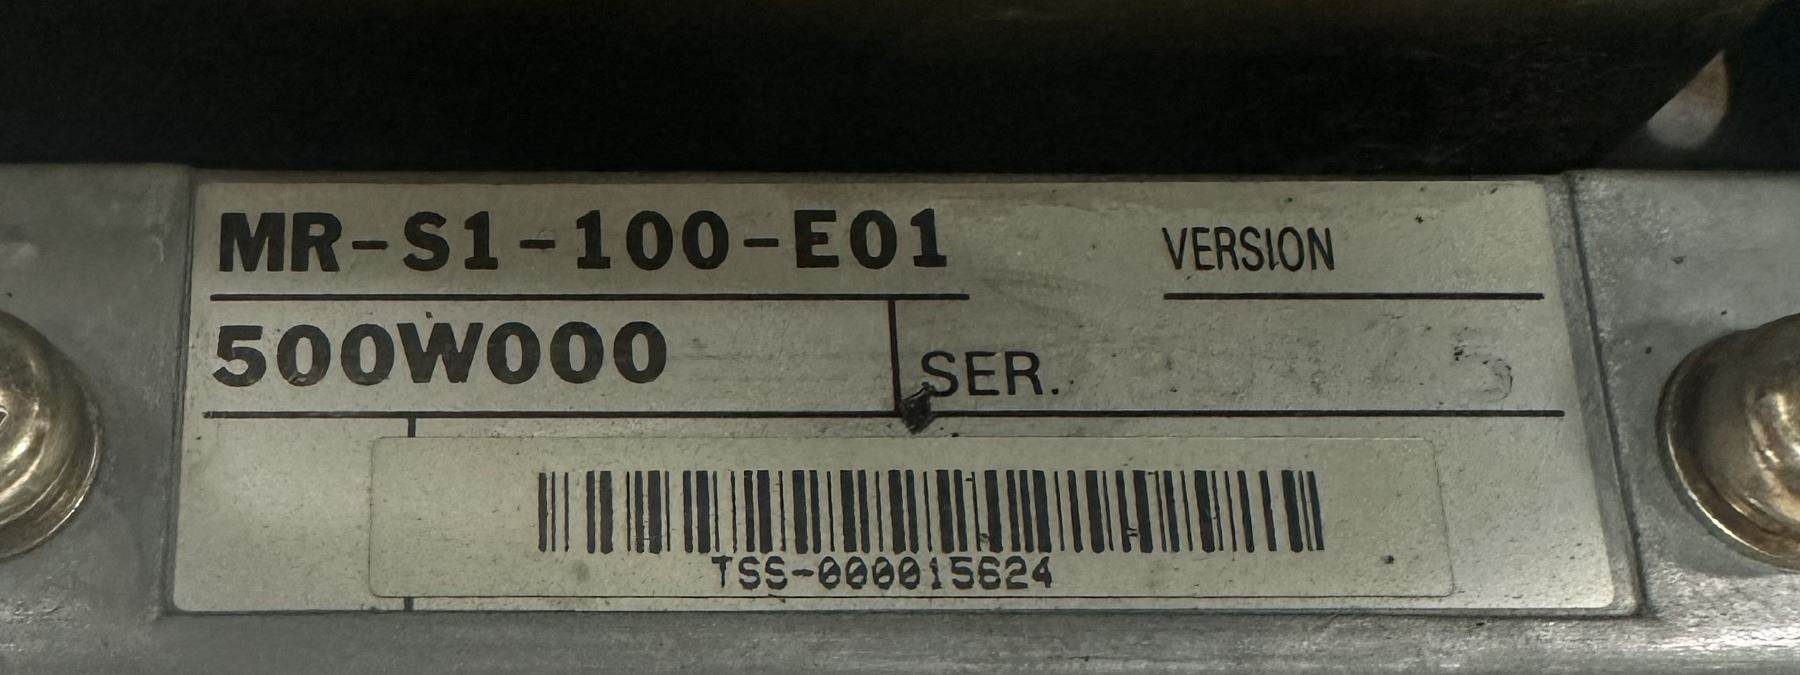 MR-S1-100-E01
VERSION
500W000
SER.
TSS-000015624